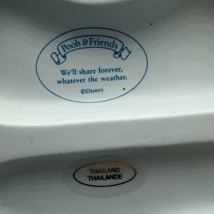 Pooh & Friends
We'll share forever,
whatever the weather.
©Disney
THAILAND
THAILANDE